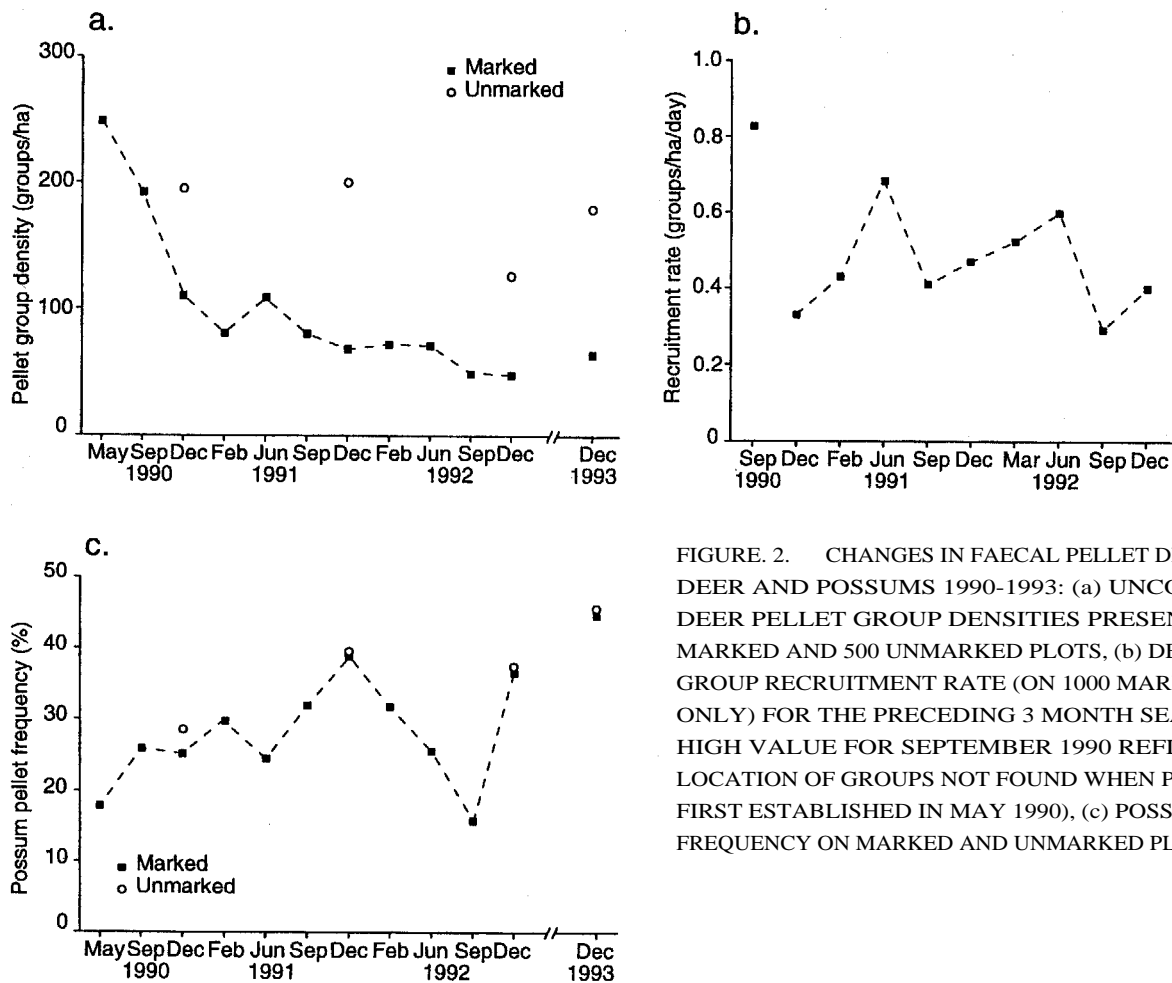 a.
300
200
100
0
Pellet group density (groups/ha)
Marked
Unmarked
May Sep Dec Feb Jun Sep Dec Feb Jun Sep Dec Dec
1990 1991 1992 1993
b.
1.0
0.8
0.6
0.4
0.2
0
Recruitment rate (groups/ha/day)
Sep Dec Feb Jun Sep Dec Mar Jun Sep Dec
1990 1991 1992
c.
50
40
30
20
10
0
Possum pellet frequency (%)
Marked
Unmarked
May Sep Dec Feb Jun Sep Dec Feb Jun Sep Dec Dec
1990 1991 1992 1993
FIGURE. 2. CHANGES IN FAECAL PELLET D
DEER AND POSSUMS 1990-1993: (a) UNCO
DEER PELLET GROUP DENSITIES PRESEN
MARKED AND 500 UNMARKED PLOTS, (b) DE
GROUP RECRUITMENT RATE (ON 1000 MAR
ONLY) FOR THE PRECEDING 3 MONTH SEA
HIGH VALUE FOR SEPTEMBER 1990 REFL
LOCATION OF GROUPS NOT FOUND WHEN P
FIRST ESTABLISHED IN MAY 1990), (c) POSS
FREQUENCY ON MARKED AND UNMARKED PL